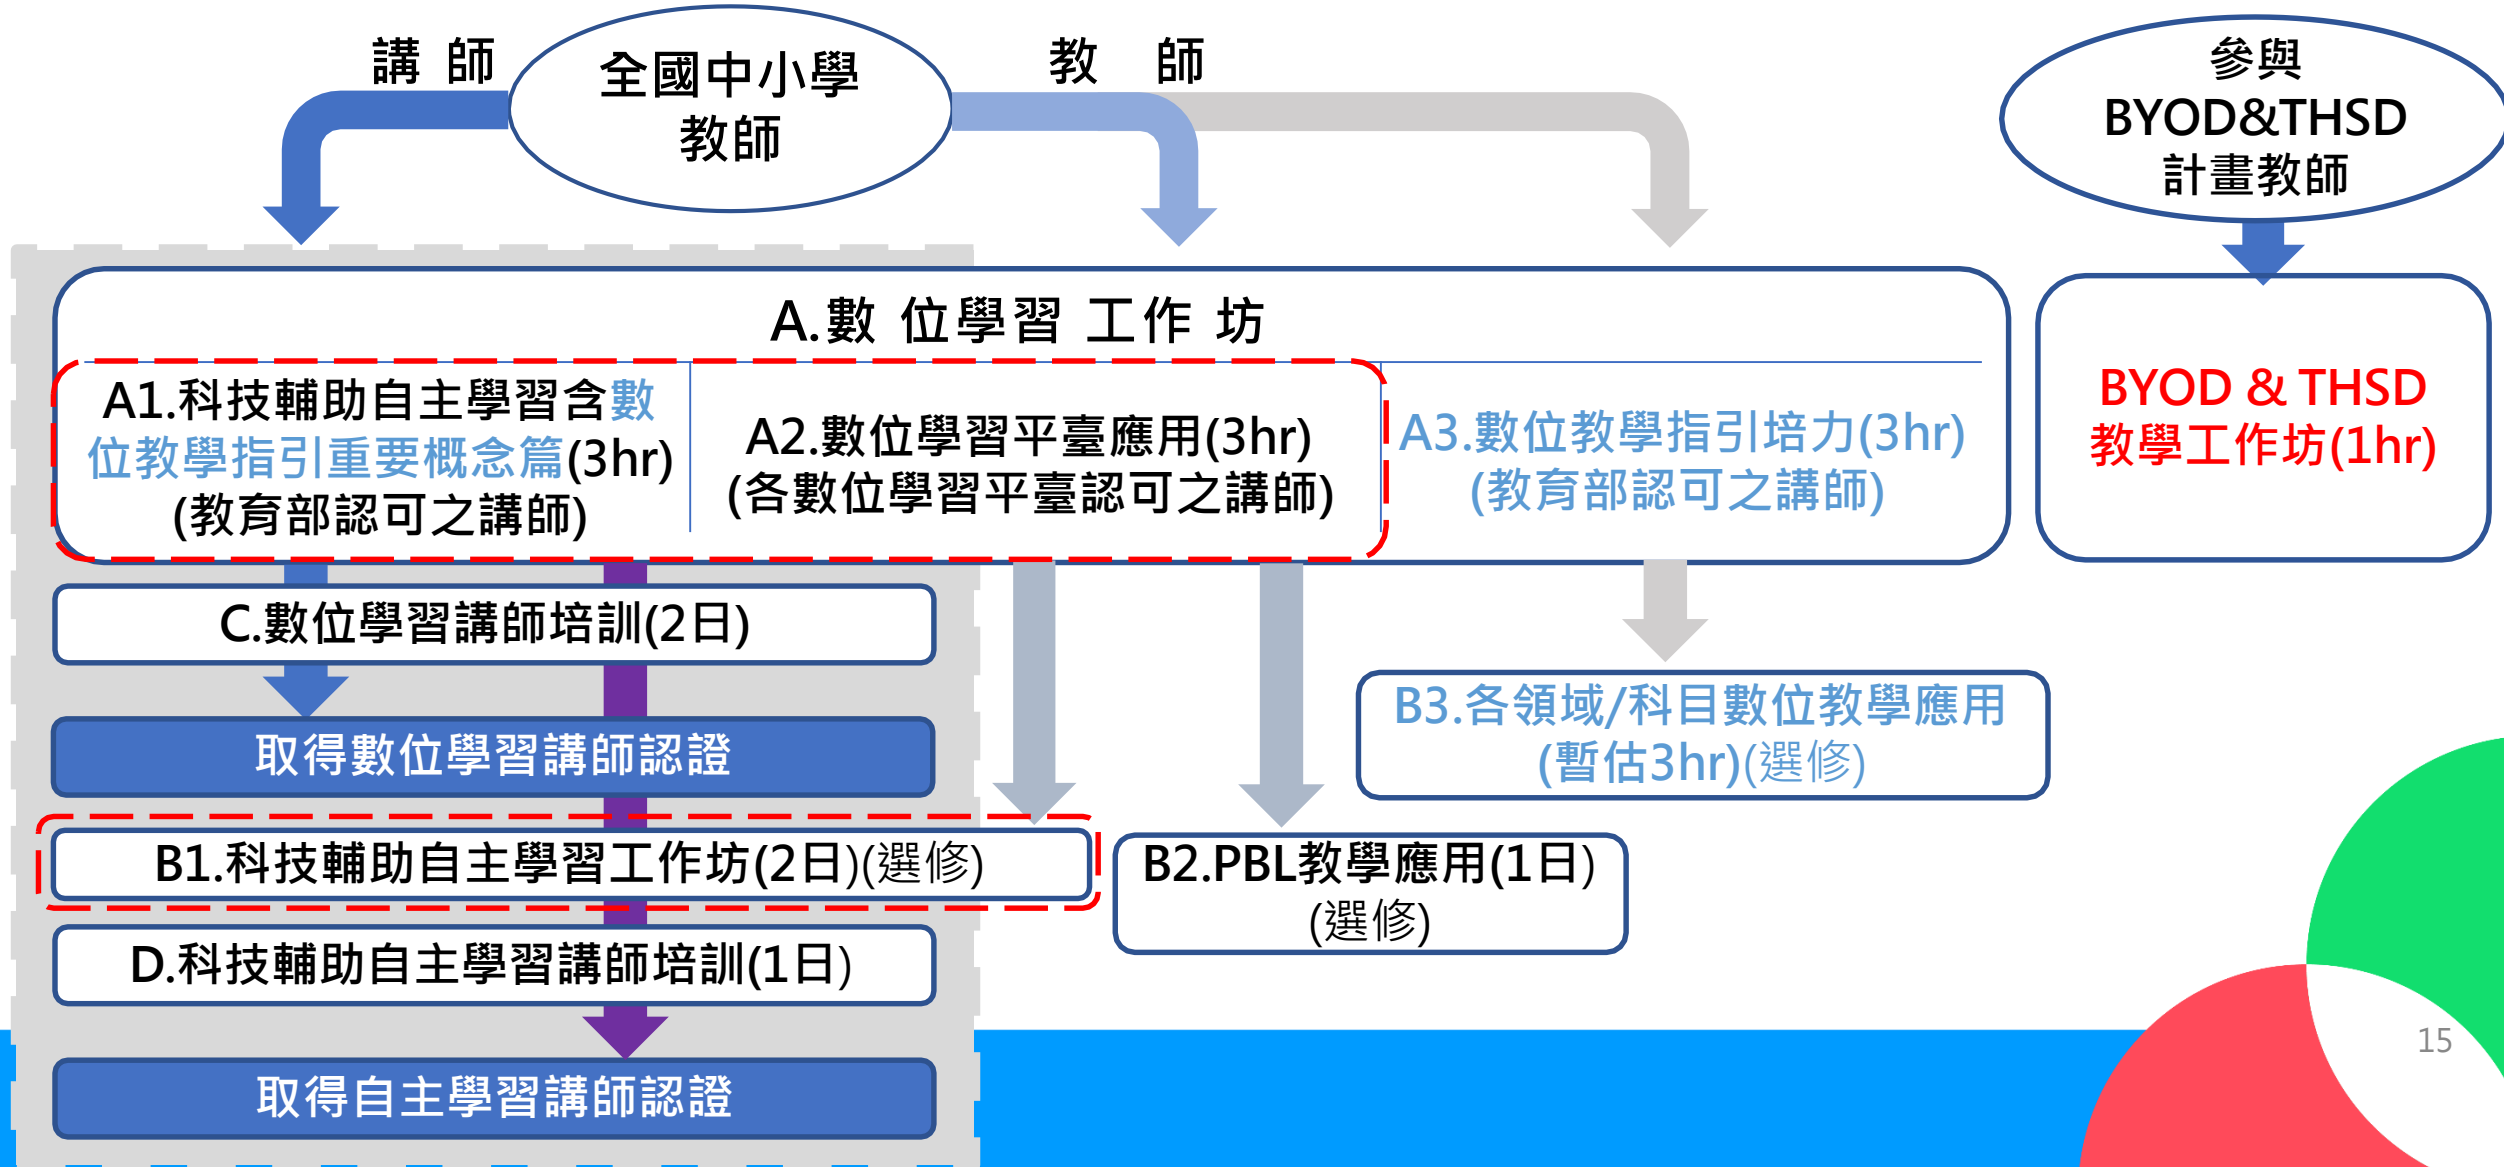 講 師
全國中小學
教師
教 師
參與
BYOD&THSD
計畫教師
A.數 位學習 工作 坊
A1.科技輔助自主學習含數
位教學指引重要概念篇(3hr)
(教育部認可之講師)
A2.數位學習平臺應用(3hr)
(各數位學習平臺認可之講師)
A3.數位教學指引培力(3hr)
(教育部認可之講師)
BYOD & THSD
教學工作坊(1hr)
C.數位學習講師培訓(2日)
取得數位學習講師認證
B3.各領域/科目數位教學應用
(暫估3hr)(選修)
B1.科技輔助自主學習工作坊(2日)(選修)
B2.PBL教學應用(1日)
(選修)
D.科技輔助自主學習講師培訓(1日)
取得自主學習講師認證
15